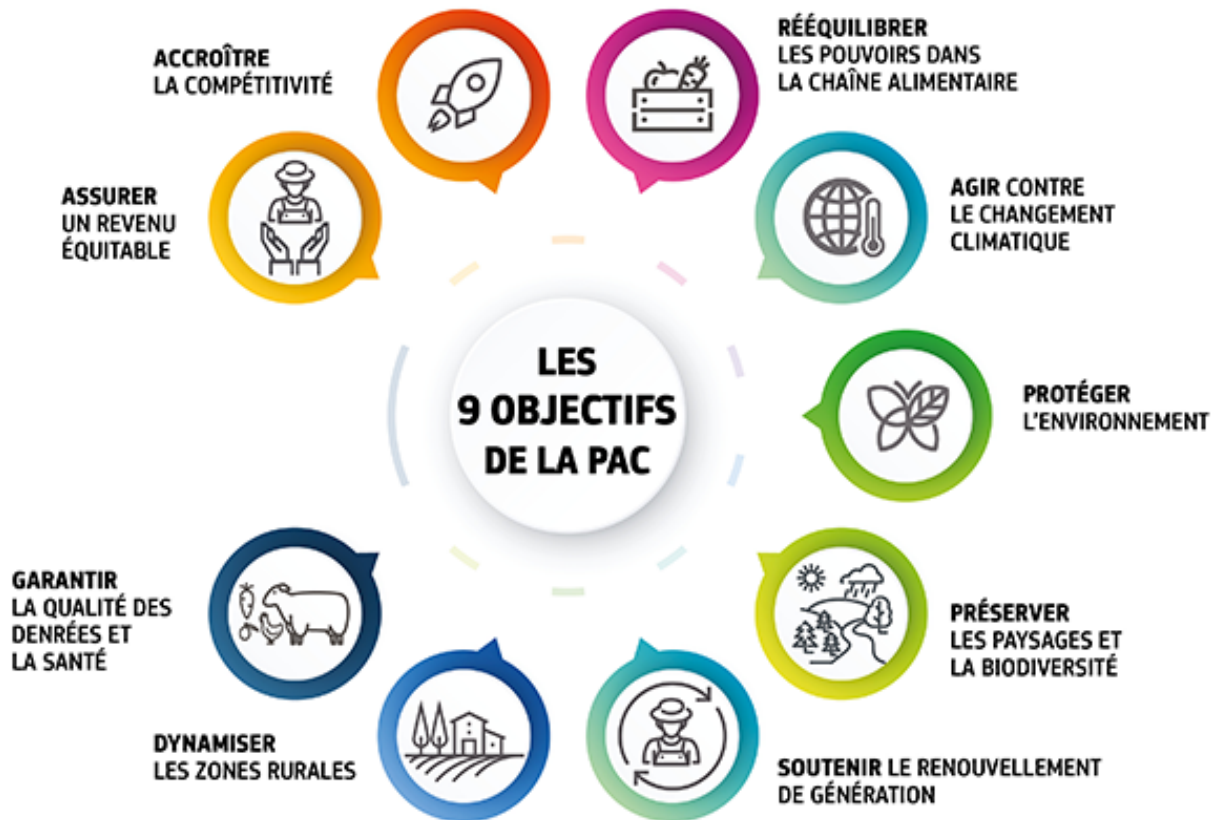 ACCROÎTRE
LA COMPÉTITIVITÉ
RÉÉQUILIBRER
LES POUVOIRS DANS
LA CHAÎNE ALIMENTAIRE
ASSURER
UN REVENU
ÉQUITABLE
AGIR CONTRE
LE CHANGEMENT
CLIMATIQUE
LES
9 OBJECTIFS
DE LA PAC
PROTÉGER
L'ENVIRONNEMENT
GARANTIR
LA QUALITÉ DES
DENRÉES ET
LA SANTÉ
PRÉSERVER
LES PAYSAGES ET
LA BIODIVERSITÉ
DYNAMISER
LES ZONES RURALES
SOUTENIR LE RENOUVELLEMENT
DE GÉNÉRATION